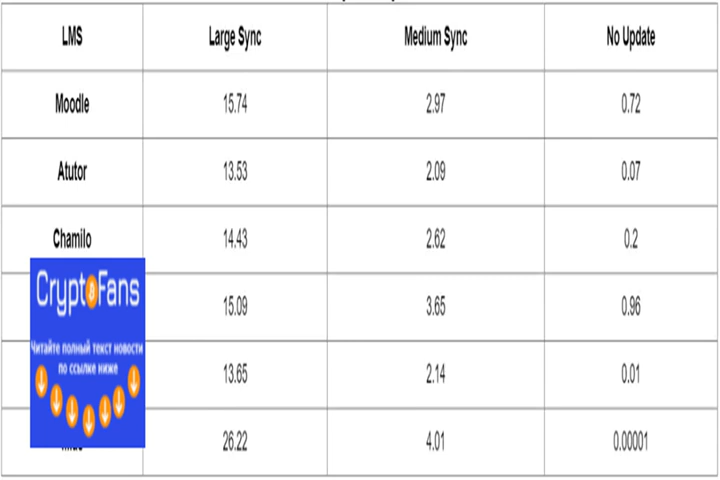 LMS Large Sync Medium Sync No Update
Moodle 15.74 2.97 0.72
Atutor 13.53 2.09 0.07
Chamilo 14.43 2.62 0.2
15.09 3.65 0.96
13.65 2.14 0.01
26.22 4.01 0.00001
Crypt Fans
Читайте полный текст новости
по ссылке ниже